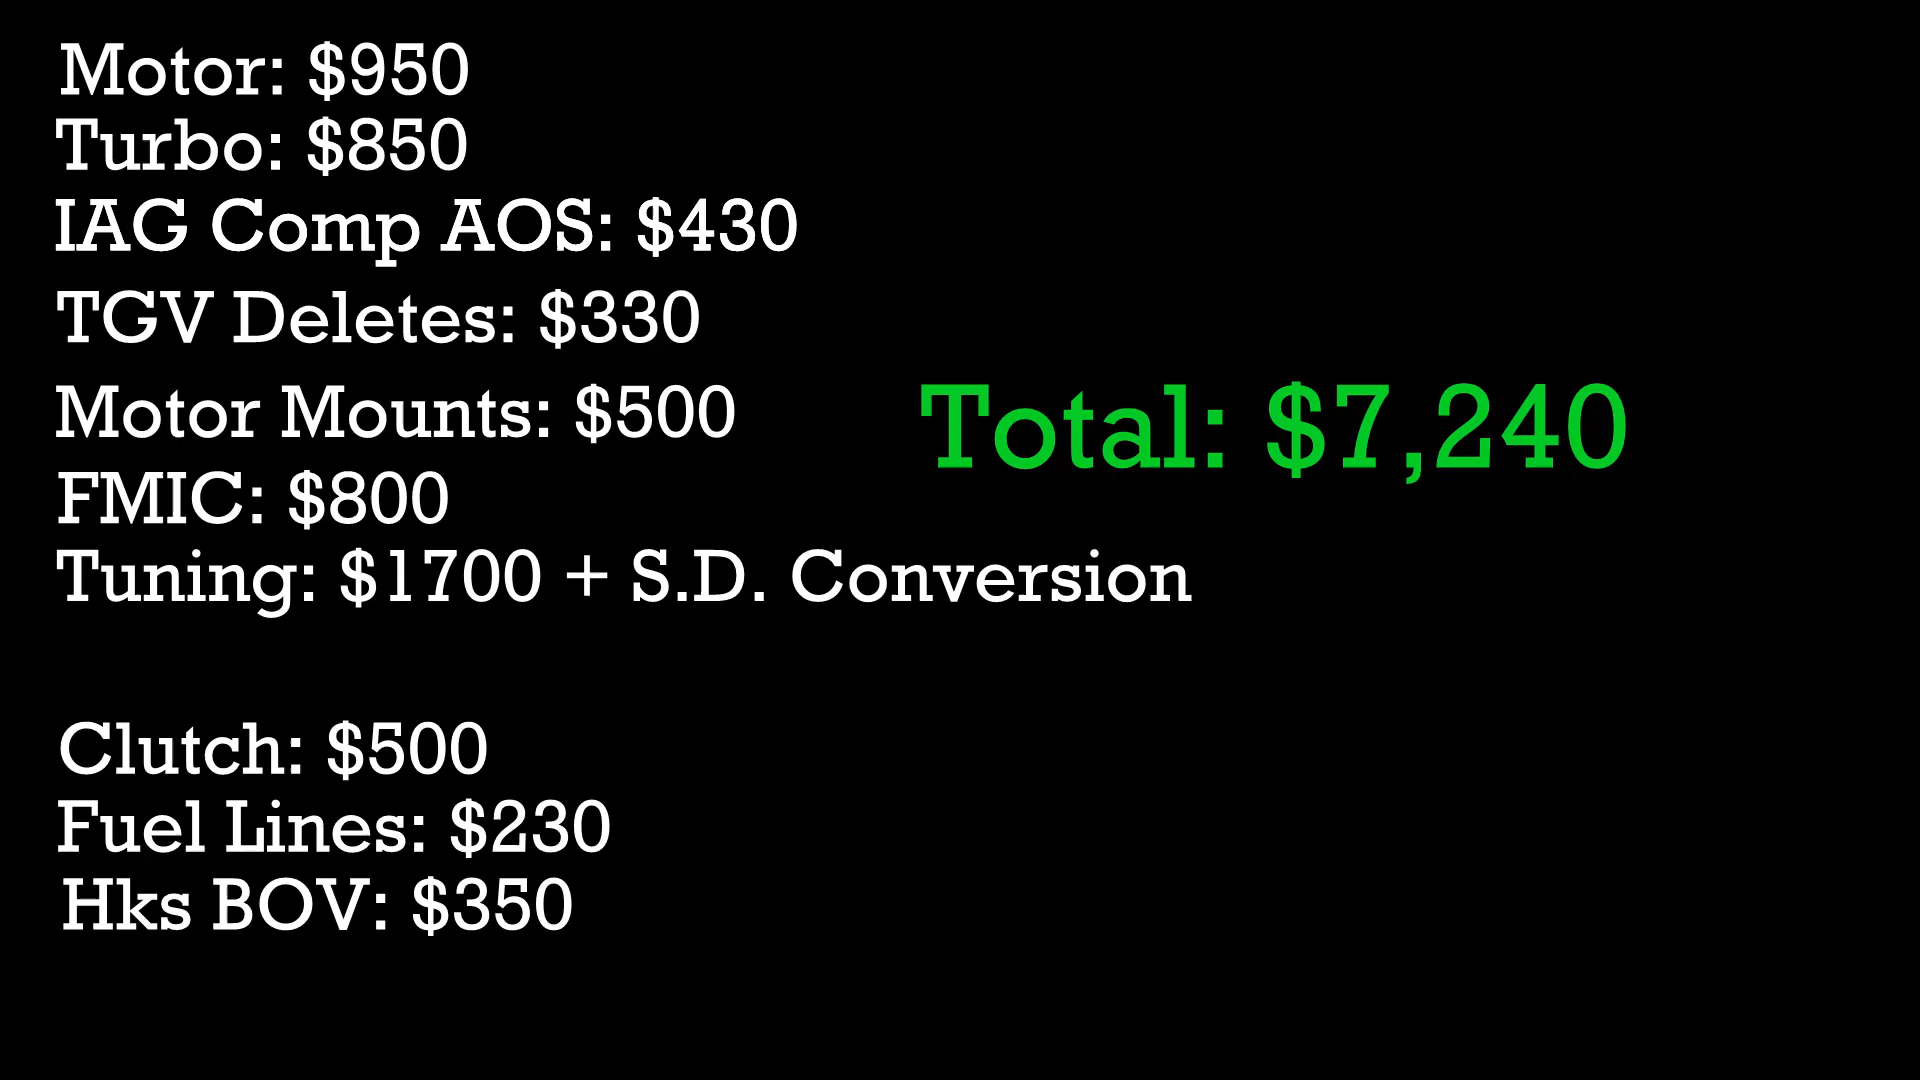 Motor: $950
Turbo: $850
IAG Comp AOS: $430
TGV Deletes: $330
Motor Mounts: $500
FMIC: $800
Tuning: $1700 + S.D. Conversion
Clutch: $500
Fuel Lines: $230
Hks BOV: $350
Total: $7,240